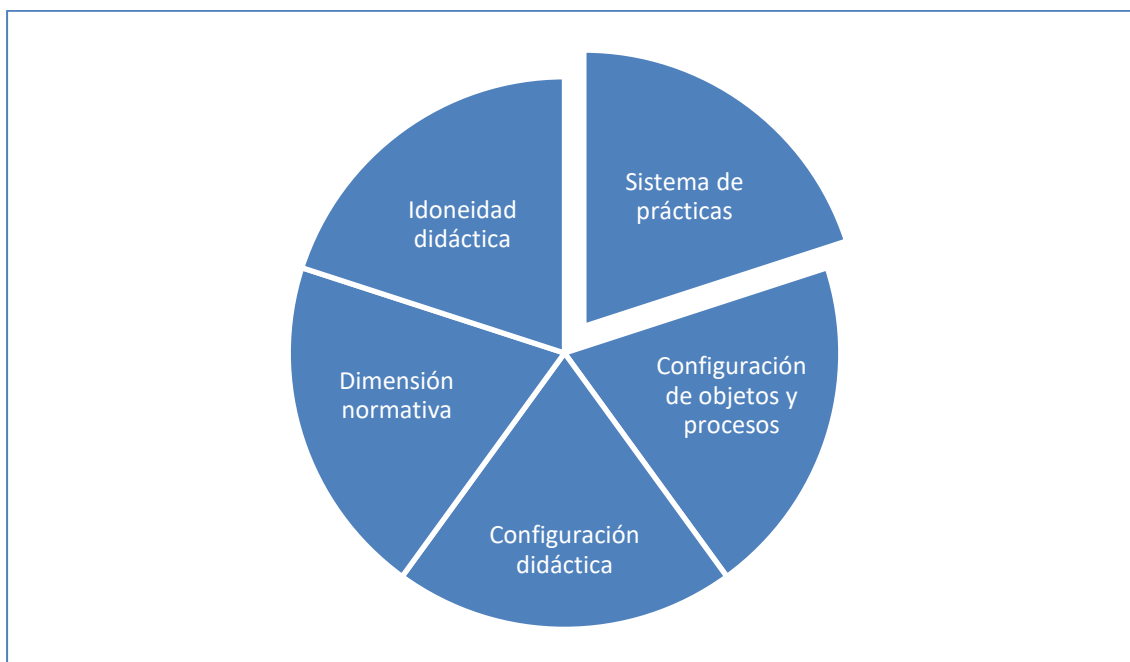 Sistema de
prácticas
Configuración
de objetos y
procesos
Configuración
didáctica
Dimensión
normativa
Idoneidad
didáctica